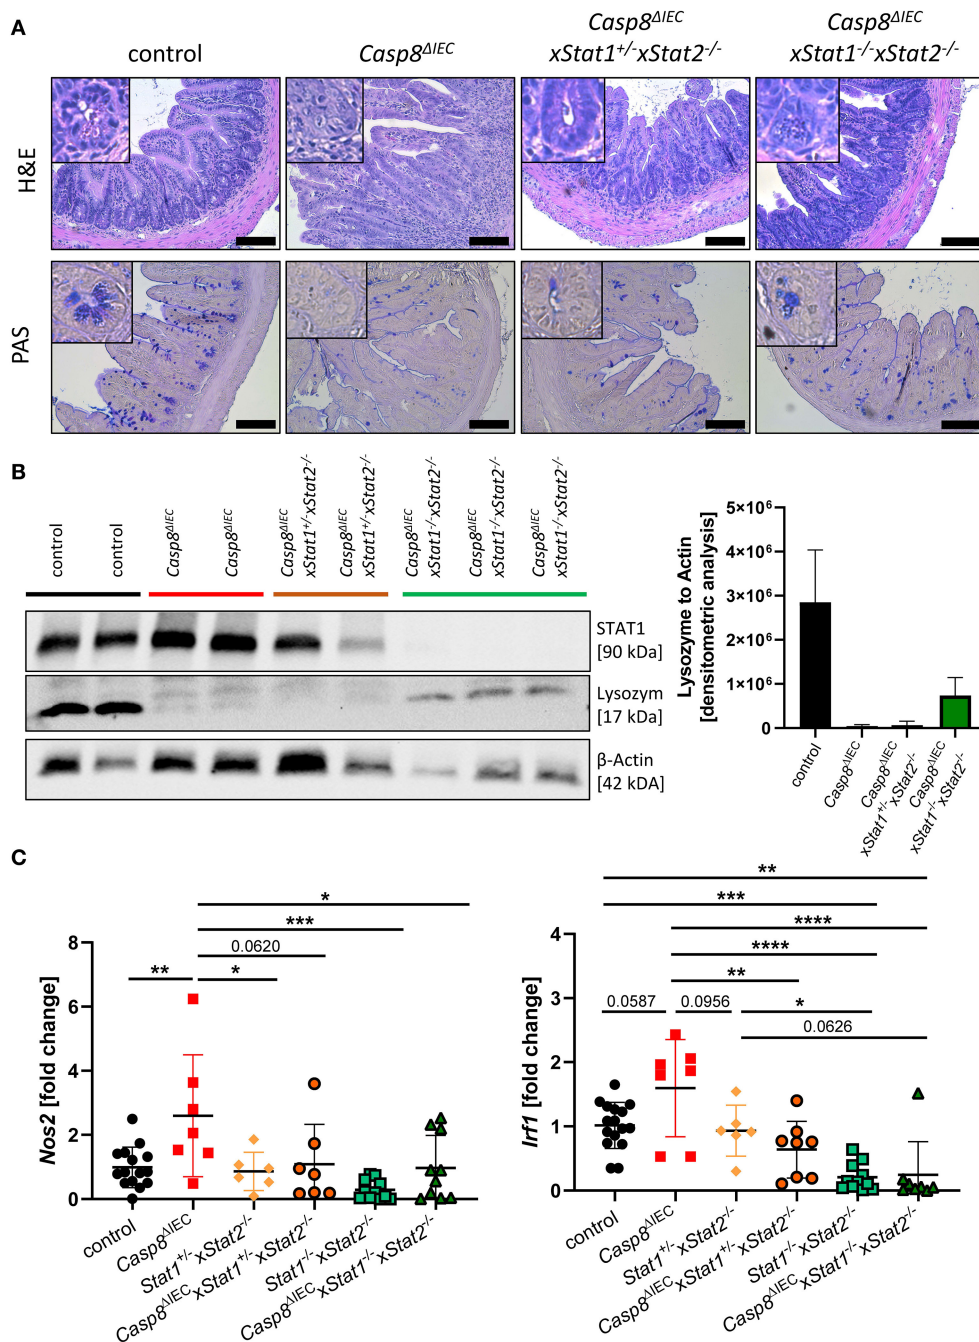 A
control
Casp8ΔIEC
Casp8ΔIEC
xStat1+/-xStat2-/-
Casp8ΔIEC
xStat1-/-xStat2-/-
H&E
PAS
B
control
control
Casp8ΔIEC
Casp8ΔIEC
Casp8ΔIEC
xStat1+/-xStat2-/-
Casp8ΔIEC
xStat1+/-xStat2-/-
Casp8ΔIEC
xStat1-/-xStat2-/-
Casp8ΔIEC
xStat1-/-xStat2-/-
Casp8ΔIEC
xStat1-/-xStat2-/-
STAT1
[90 kDa]
Lysozym
[17 kDa]
β-Actin
[42 kDA]
Lysozyme to Actin
[densitometric analysis]
5×10⁶
4×10⁶
3×10⁶
2×10⁶
1×10⁶
0
control
Casp8ΔIEC
Casp8ΔIEC
xStat1+/-xStat2-/-
Casp8ΔIEC
xStat1-/-xStat2-/-
C
Nos2 [fold change]
8
6
4
2
0
*
***
0.0620
**
*
control
Casp8ΔIEC
Stat1+/-xStat2-/-
Casp8ΔIECxStat1+/-xStat2-/-
Stat1-/-xStat2-/-
Casp8ΔIECxStat1-/-xStat2-/-
Irf1 [fold change]
4
3
2
1
0
**
***
****
****
**
0.0587
0.0956
*
0.0626
control
Casp8ΔIEC
Stat1+/-xStat2-/-
Casp8ΔIECxStat1+/-xStat2-/-
Stat1-/-xStat2-/-
Casp8ΔIECxStat1-/-xStat2-/-